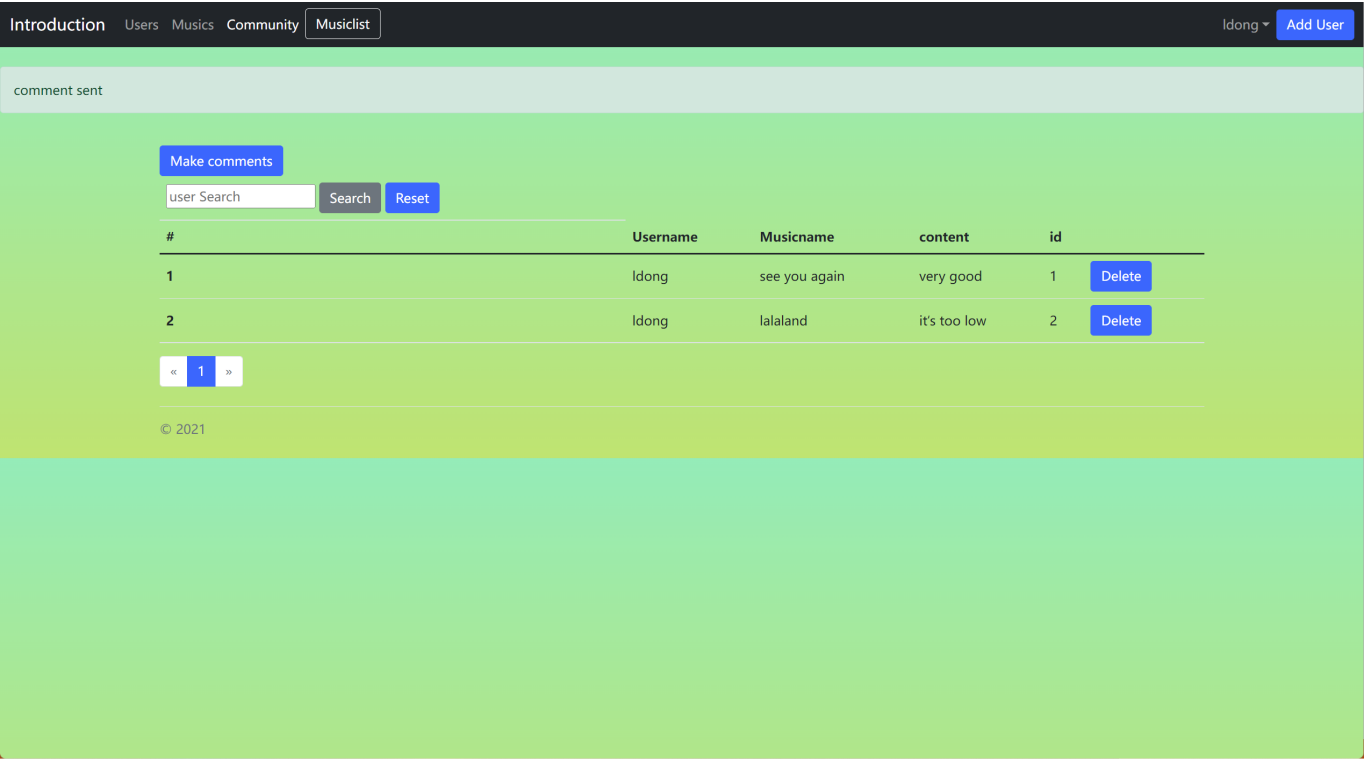 Introduction Users Musics Community Musiclist ldong Add User
comment sent
Make comments
user Search Search Reset
# Username Musicname content id
1 ldong see you again very good 1 Delete
2 ldong lalaland it's too low 2 Delete
« 1 »
© 2021